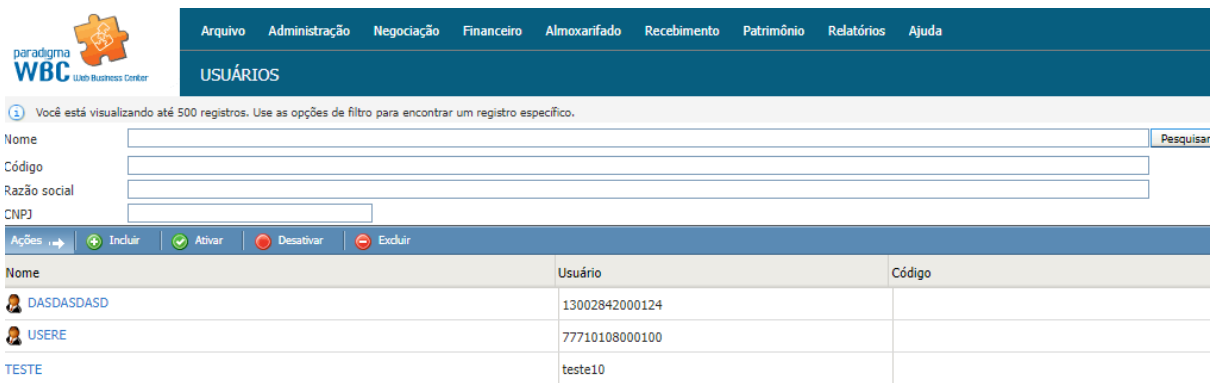 paradigma
WBC Web Business Center
Arquivo Administração Negociação Financeiro Almoxarifado Recebimento Patrimônio Relatórios Ajuda
USUÁRIOS
i Você está visualizando até 500 registros. Use as opções de filtro para encontrar um registro específico.
Nome Pesquisar
Código
Razão social
CNPJ
Ações Incluir Ativar Desativar Excluir
Nome Usuário Código
DASDASDASD 13002842000124
USERE 77710108000100
TESTE teste10